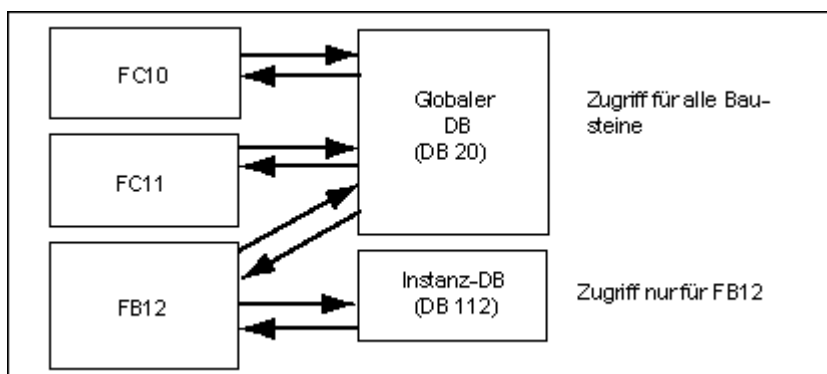 FC10
Globaler
DB
(DB 20)
Zugriff für alle Bau-
steine
FC11
FB12
Instanz-DB
(DB 112)
Zugriff nur für FB12